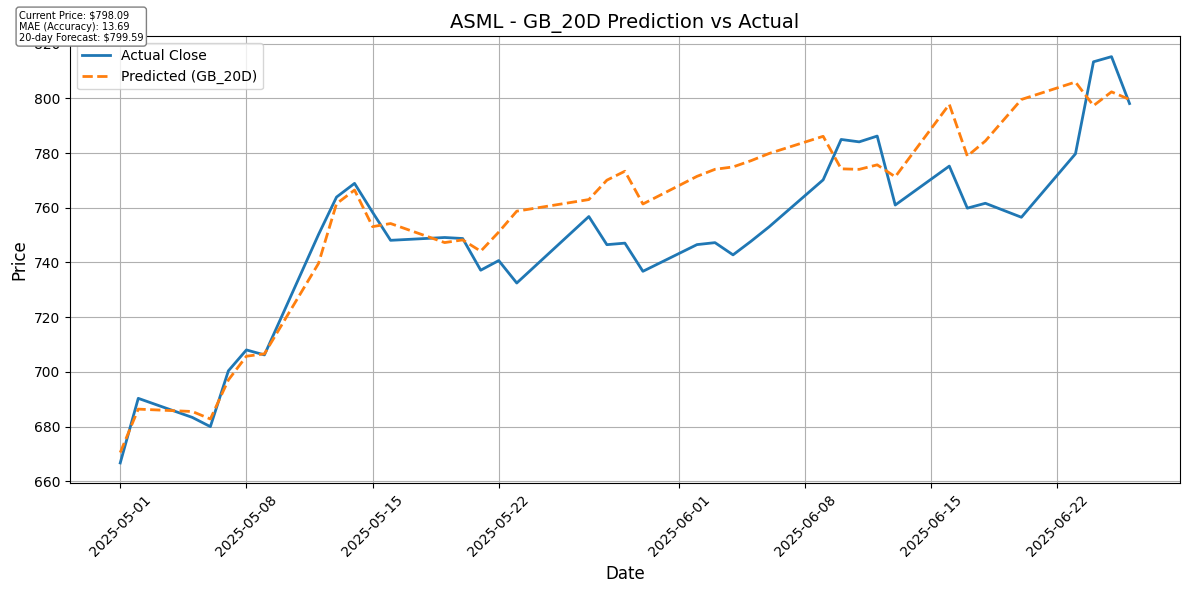 Current Price: $798.09
MAE (Accuracy): 13.69
20-day Forecast: $799.59
ASML - GB_20D Prediction vs Actual
Actual Close
Predicted (GB_20D)
Price
820
800
780
760
740
720
700
680
660
2025-05-01
2025-05-08
2025-05-15
2025-05-22
2025-06-01
2025-06-08
2025-06-15
2025-06-22
Date